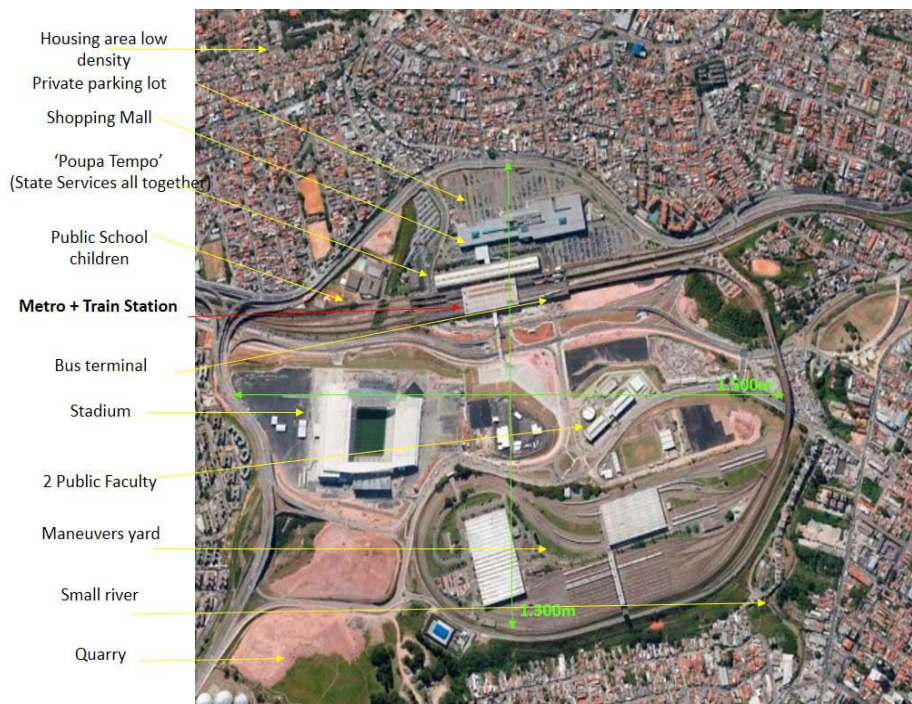 Housing area low
density
Private parking lot
Shopping Mall
‘Poupa Tempo’
(State Services all together)
Public School
children
Metro + Train Station
Bus terminal
Stadium
2 Public Faculty
Maneuvers yard
Small river
Quarry
1.500m
1.300m